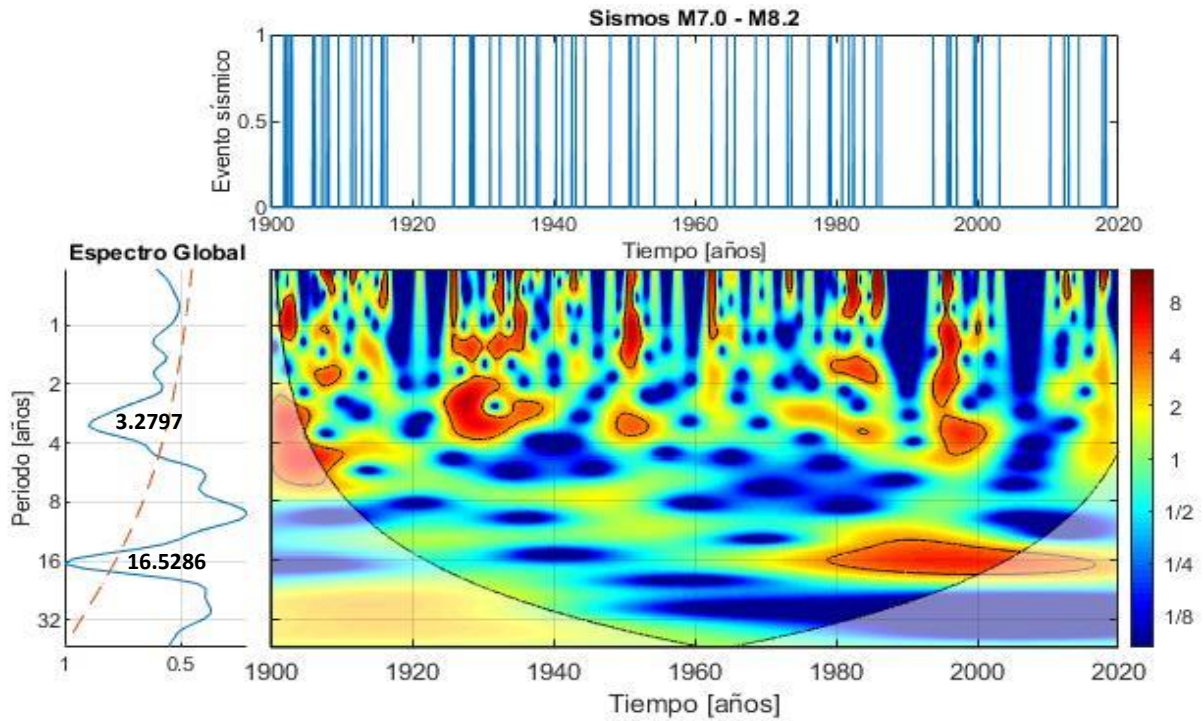 Sismos M7.0 - M8.2
Evento sísmico
1
0.5
0
1900 1920 1940 1960 1980 2000 2020
Tiempo [años]
Espectro Global
Periodo [años]
1
2
4
8
16
32
3.2797
16.5286
1 0.5
1900 1920 1940 1960 1980 2000 2020
Tiempo [años]
8
4
2
1
1/2
1/4
1/8